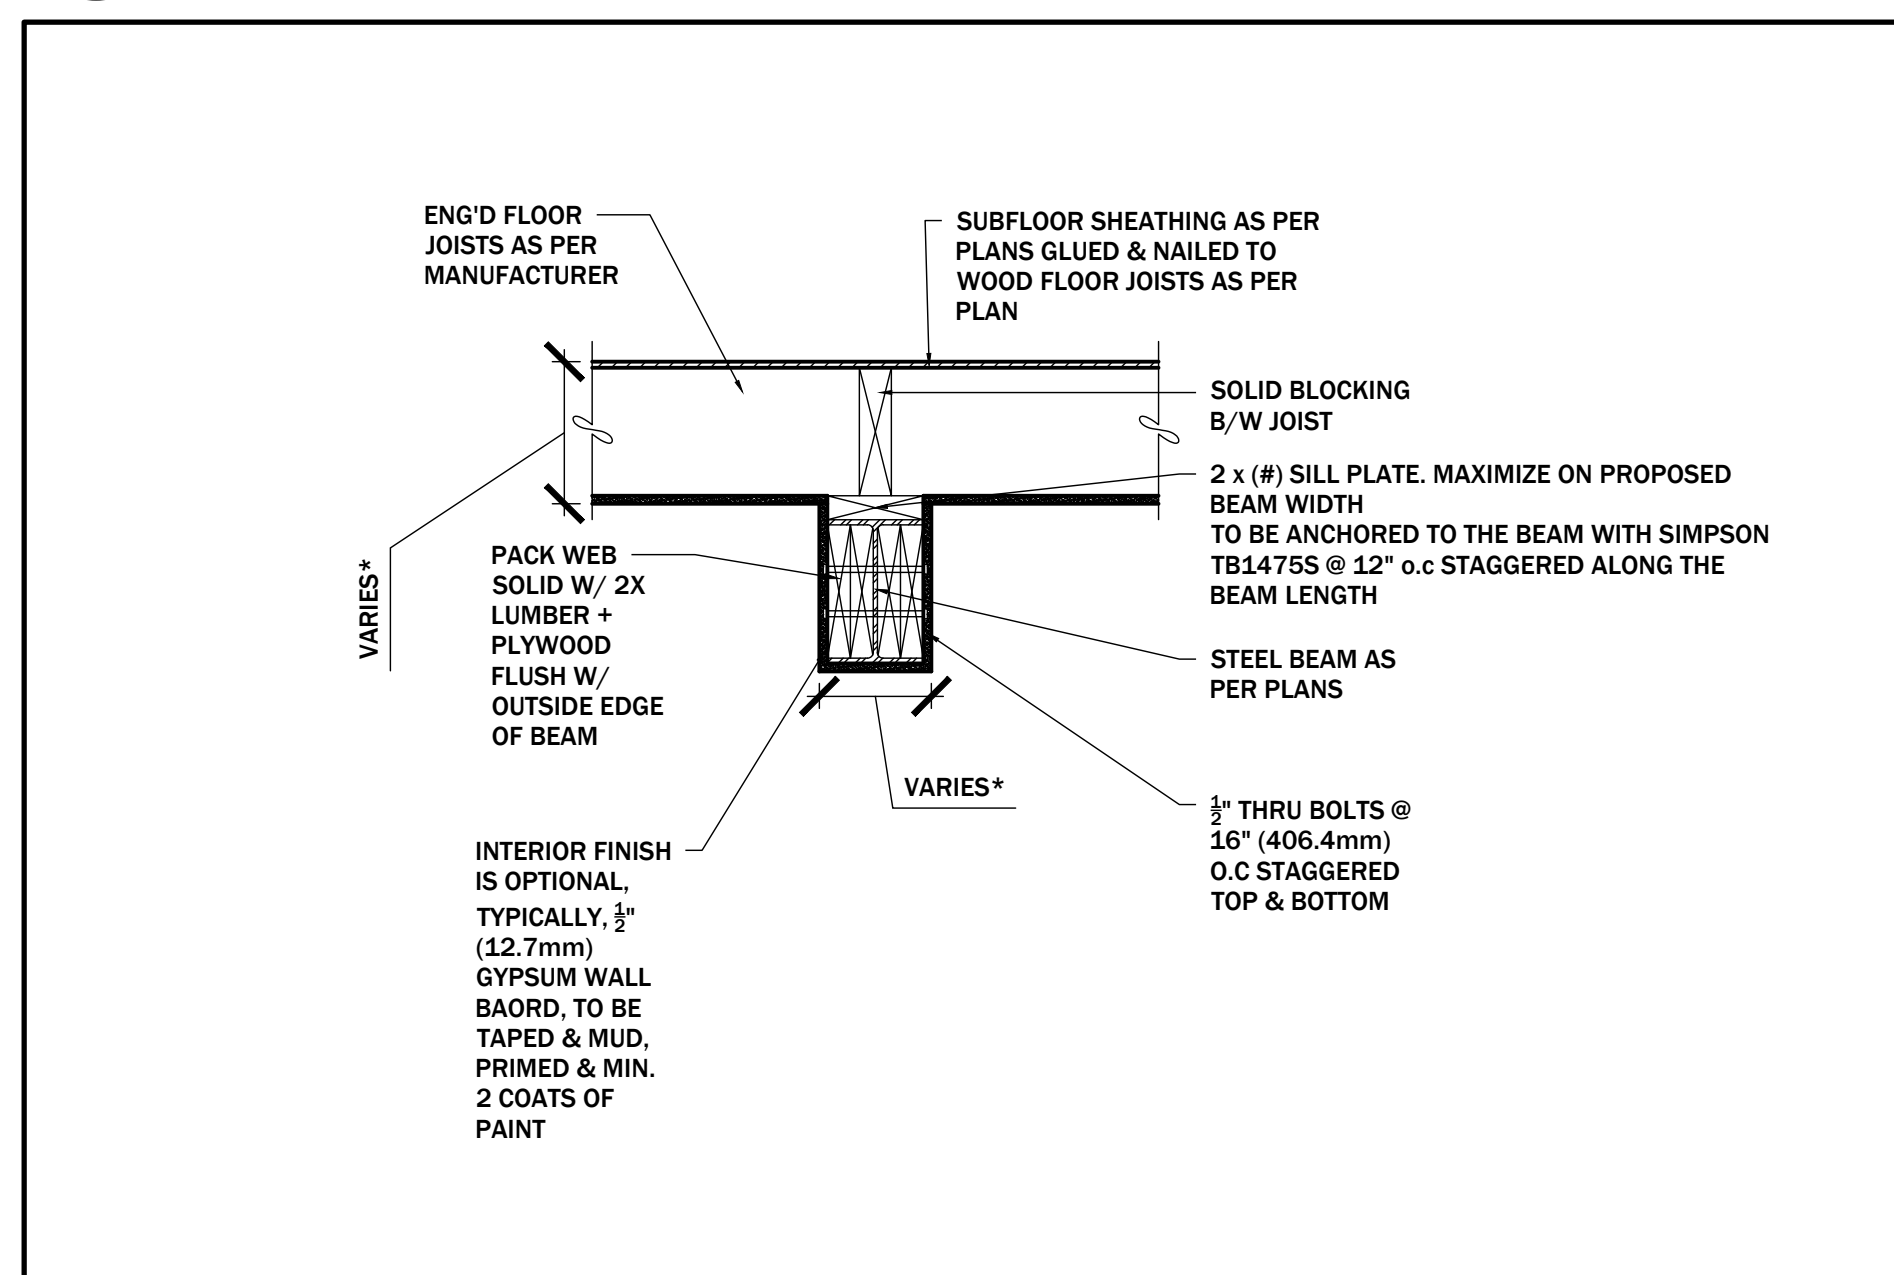 ENG'D FLOOR
JOISTS AS PER
MANUFACTURER
SUBFLOOR SHEATHING AS PER
PLANS GLUED & NAILED TO
WOOD FLOOR JOISTS AS PER
PLAN
SOLID BLOCKING
B/W JOIST
2 x (#) SILL PLATE. MAXIMIZE ON PROPOSED
BEAM WIDTH
TO BE ANCHORED TO THE BEAM WITH SIMPSON
TB1475S @ 12" o.c STAGGERED ALONG THE
BEAM LENGTH
VARIES*
PACK WEB
SOLID W/ 2X
LUMBER +
PLYWOOD
FLUSH W/
OUTSIDE EDGE
OF BEAM
STEEL BEAM AS
PER PLANS
VARIES*
½" THRU BOLTS @
16" (406.4mm)
O.C STAGGERED
TOP & BOTTOM
INTERIOR FINISH
IS OPTIONAL,
TYPICALLY, ½"
(12.7mm)
GYPSUM WALL
BAORD, TO BE
TAPED & MUD,
PRIMED & MIN.
2 COATS OF
PAINT